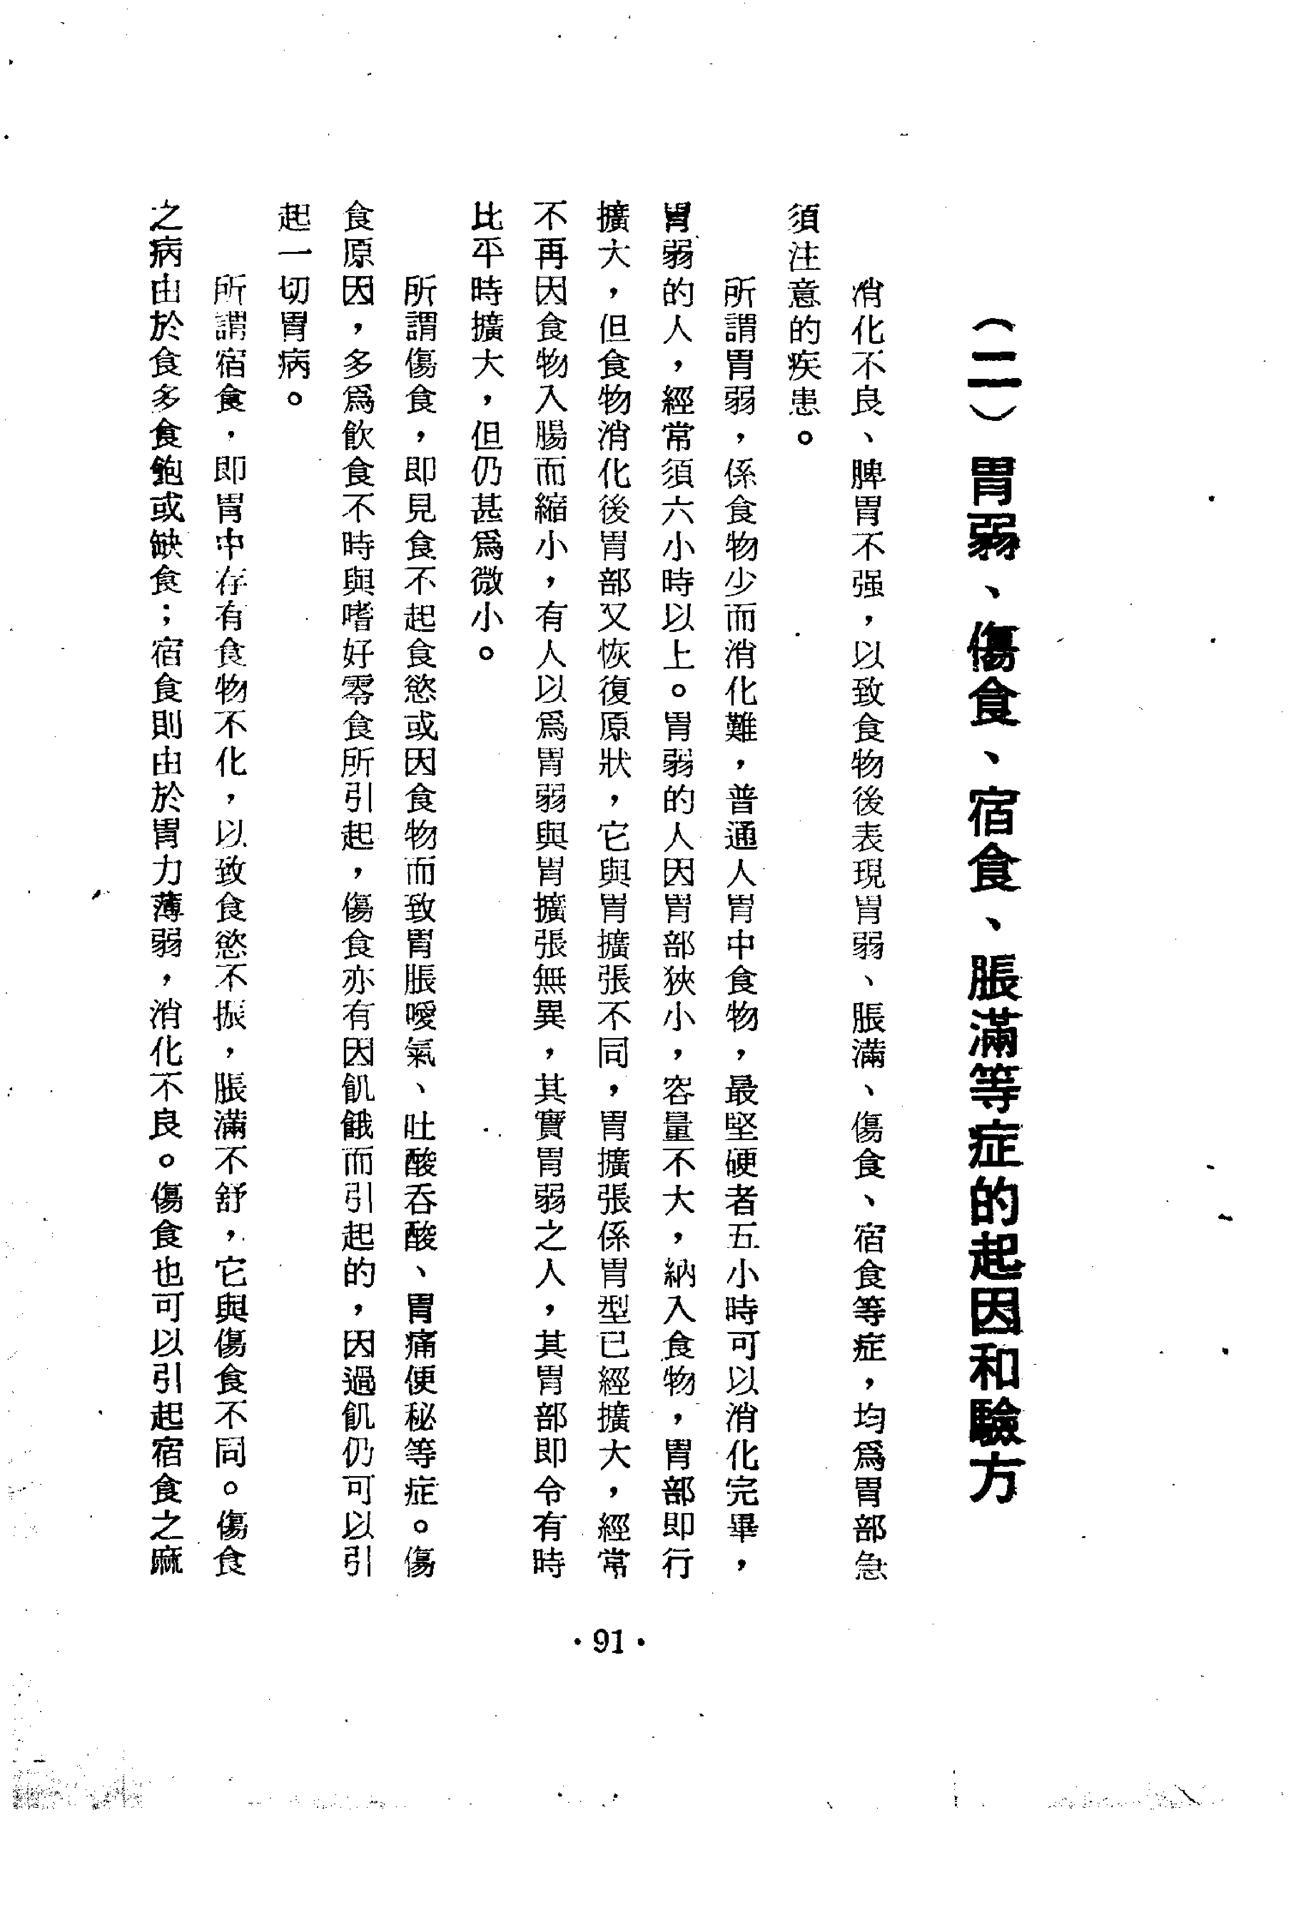 （二）胃弱、傷食、宿食、脹滿等症的起因和驗方
消化不良、脾胃不强，以致食物後表現胃弱、脹滿、傷食、宿食等症，均爲胃部急
須注意的疾患。
所謂胃弱，係食物少而消化難，普通人胃中食物，最堅硬者五小時可以消化完畢，
胃弱的人，經常須六小時以上。胃弱的人因胃部狹小，容量不大，納入食物，胃部即行
擴大，但食物消化後胃部又恢復原狀，它與胃擴張不同，胃擴張係胃型已經擴大，經常
不再因食物入腸而縮小，有人以爲胃弱與胃擴張無異，其實胃弱之人，其胃部即令有時
比平時擴大，但仍甚爲微小。
所謂傷食，即見食不起食慾或因食物而致胃脹噯氣、吐酸吞酸、胃痛便秘等症。傷
食原因，多爲飲食不時與嗜好零食所引起，傷食亦有因飢餓而引起的，因過飢仍可以引
起一切胃病。
所謂宿食，即胃中存有食物不化，以致食慾不振，脹滿不舒，它與傷食不同。傷食
之病由於食多食飽或缺食；宿食則由於胃力薄弱，消化不良。傷食也可以引起宿食之麻
·91·